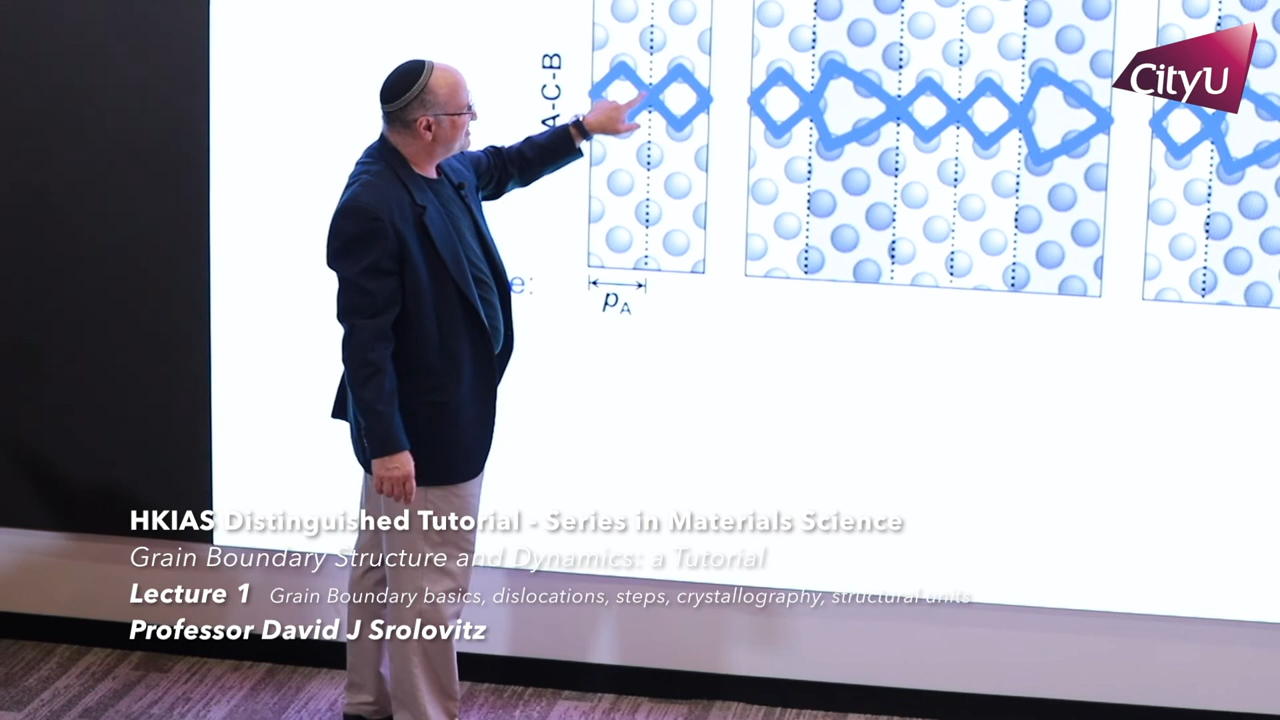 CityU
A-C-B
e:
pA
HKIAS Distinguished Tutorial - Series in Materials Science
Grain Boundary Structure and Dynamics: a Tutorial
Lecture 1 Grain Boundary basics, dislocations, steps, crystallography, structural units
Professor David J Srolovitz